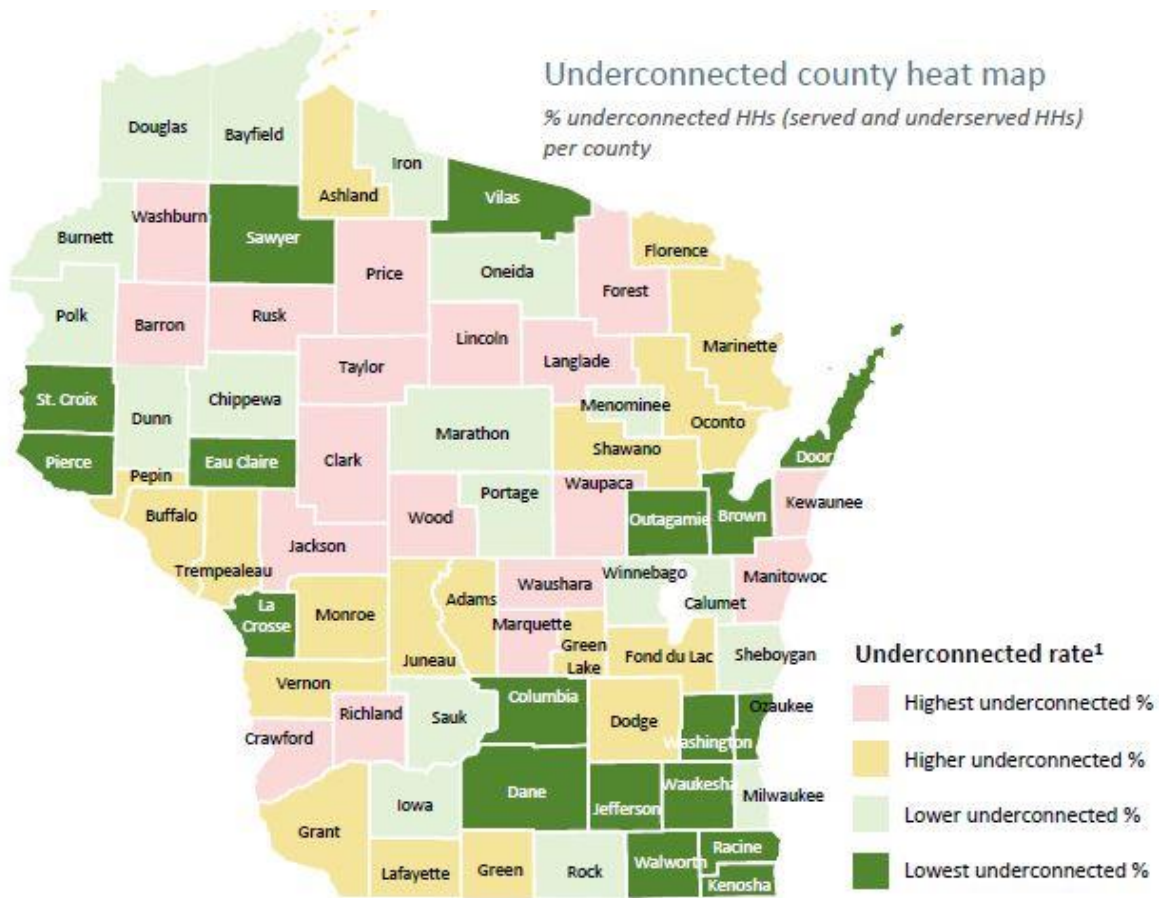 Underconnected county heat map
% underconnected HHs (served and underserved HHs)
per county
Douglas
Bayfield
Iron
Ashland
Vilas
Washburn
Burnett
Sawyer
Florence
Oneida
Price
Forest
Polk
Barron
Rusk
Lincoln
Marinette
Taylor
Langlade
St. Croix
Chippewa
Menominee
Dunn
Marathon
Oconto
Shawano
Clark
Pierce
Eau Claire
Door
Pepin
Waupaca
Portage
Kewaunee
Buffalo
Wood
Outagamie
Brown
Jackson
Trempealeau
Winnebago
Manitowoc
Waushara
Adams
Calumet
La
Crosse
Monroe
Marquette
Green
Lake
Juneau
Fond du Lac
Sheboygan
Vernon
Columbia
Richland
Sauk
Ozaukee
Dodge
Crawford
Washington
Dane
Waukesha
Milwaukee
Iowa
Jefferson
Grant
Racine
Walworth
Rock
Green
Lafayette
Kenosha
Underconnected rate¹
Highest underconnected %
Higher underconnected %
Lower underconnected %
Lowest underconnected %